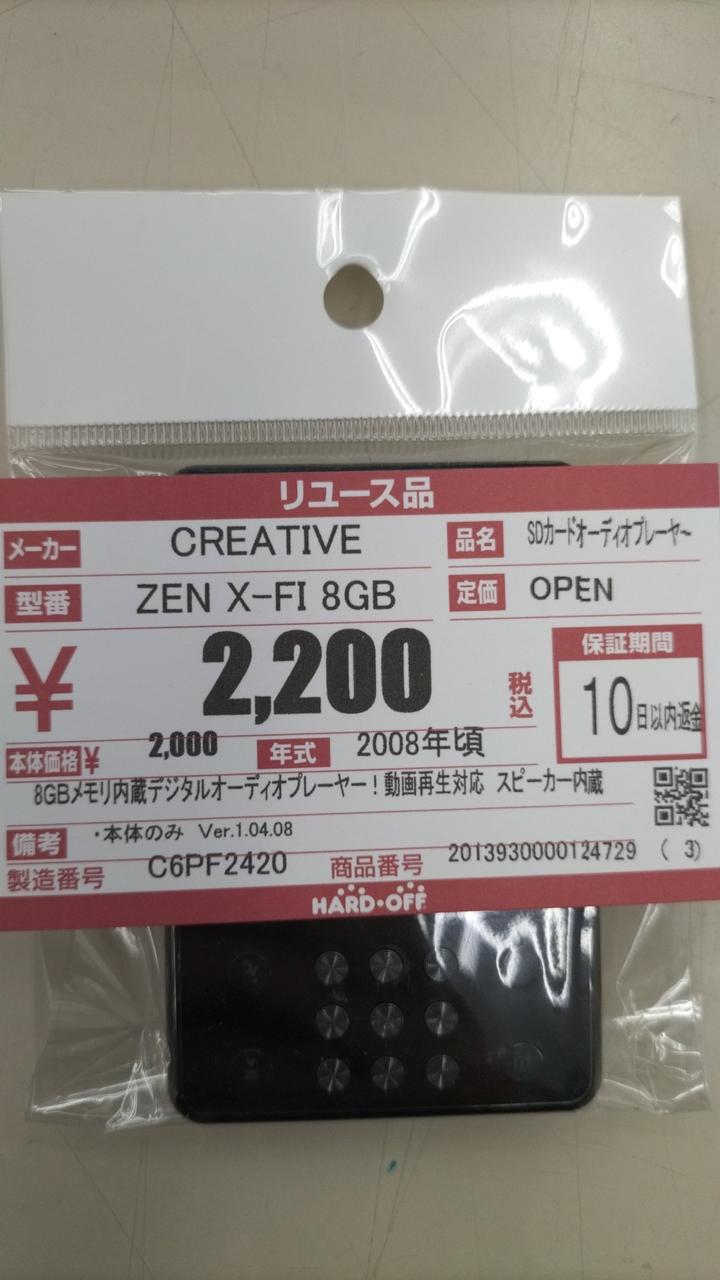 リユース品
メーカー CREATIVE 品名 SDカードオーディオプレーヤ～
型番 ZEN X-FI 8GB 定価 OPEN
¥ 2,200 税込 保証期間
10日以内返金
本体価格¥ 2,000 年式 2008年頃
8GBメモリ内蔵デジタルオーディオプレーヤー！動画再生対応 スピーカー内蔵
備考 ・本体のみ Ver.1.04.08
製造番号 C6PF2420 商品番号 2013930000124729 ( 3)
HARD・OFF